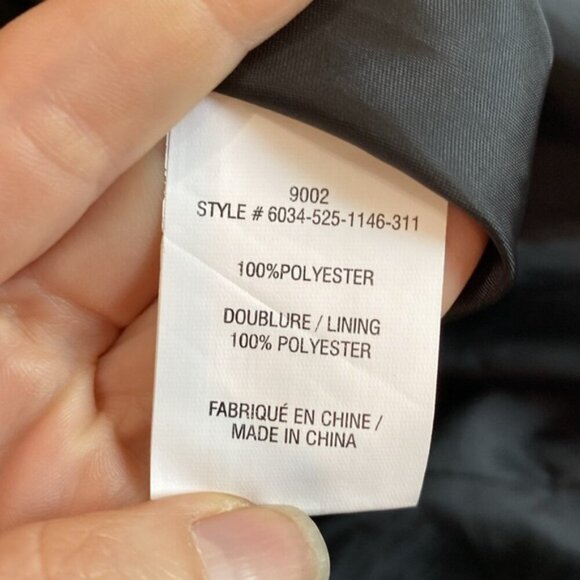 9002
STYLE # 6034-525-1146-311
100%POLYESTER
DOUBLURE / LINING
100% POLYESTER
FABRIQUÉ EN CHINE /
MADE IN CHINA